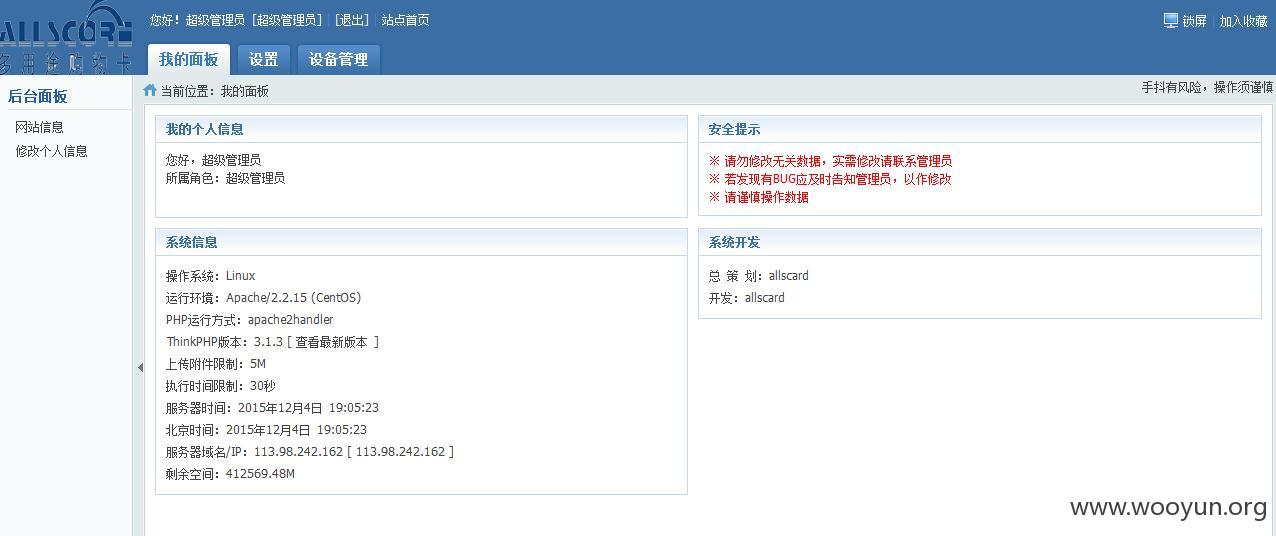 ALLSCORE
多用途购物卡
您好！超级管理员 [超级管理员] | [退出] | 站点首页
锁屏 | 加入收藏
我的面板 设置 设备管理
后台面板
当前位置：我的面板
手抖有风险，操作须谨慎
网站信息
修改个人信息
我的个人信息
您好，超级管理员
所属角色：超级管理员
安全提示
※ 请勿修改无关数据，实需修改请联系管理员
※ 若发现有BUG应及时告知管理员，以作修改
※ 请谨慎操作数据
系统信息
操作系统：Linux
运行环境：Apache/2.2.15 (CentOS)
PHP运行方式：apache2handler
ThinkPHP版本：3.1.3 [ 查看最新版本 ]
上传附件限制：5M
执行时间限制：30秒
服务器时间：2015年12月4日 19:05:23
北京时间：2015年12月4日 19:05:23
服务器域名/IP：113.98.242.162 [ 113.98.242.162 ]
剩余空间：412569.48M
系统开发
总 策 划：allscard
开发：allscard
www.wooyun.org